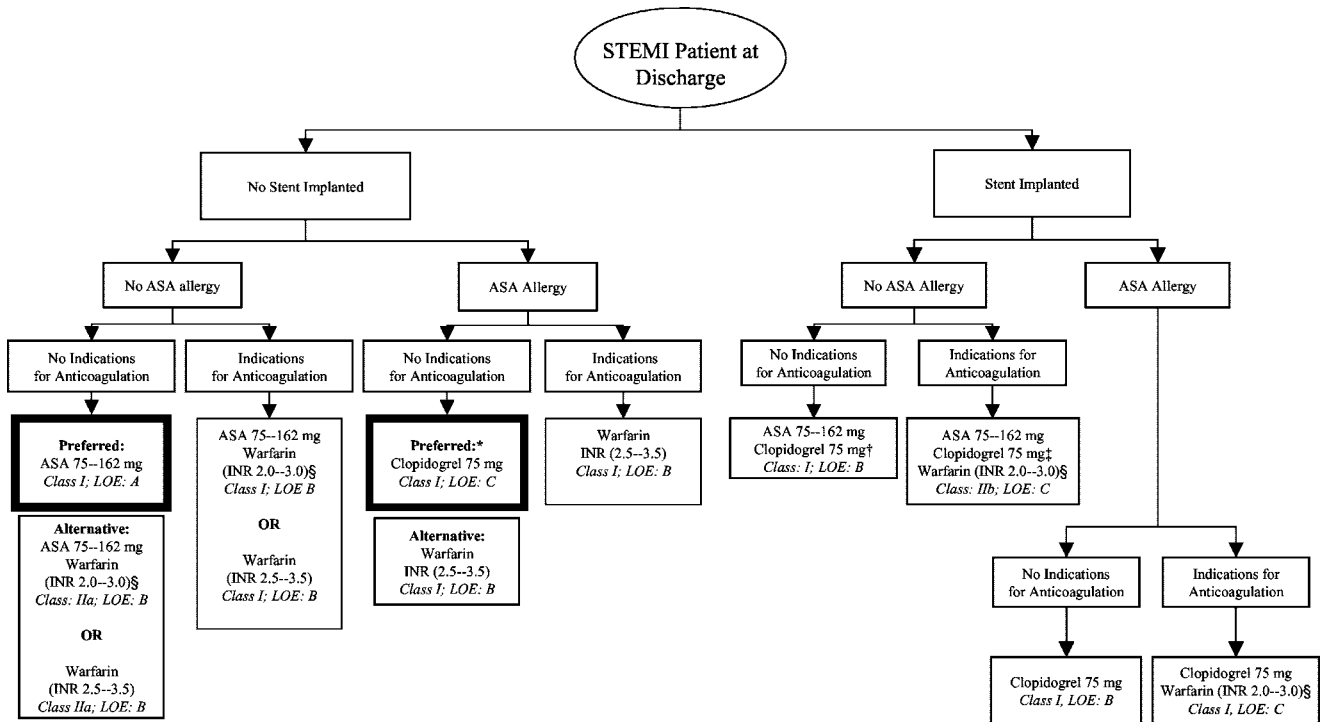 STEMI Patient at
Discharge
No Stent Implanted
Stent Implanted
No ASA allergy
ASA Allergy
No ASA Allergy
ASA Allergy
No Indications
for Anticoagulation
Indications
for Anticoagulation
No Indications
for Anticoagulation
Indications
for Anticoagulation
No Indications
for Anticoagulation
Indications for
Anticoagulation
Preferred:
ASA 75--162 mg
Class I; LOE: A
ASA 75--162 mg
Warfarin
(INR 2.0--3.0)§
Class I; LOE B
OR
Warfarin
(INR 2.5--3.5)
Class I; LOE: B
Preferred:*
Clopidogrel 75 mg
Class I; LOE: C
Warfarin
INR (2.5--3.5)
Class I; LOE: B
ASA 75--162 mg
Clopidogrel 75 mg†
Class: I; LOE: B
ASA 75--162 mg
Clopidogrel 75 mg‡
Warfarin (INR 2.0--3.0)§
Class: IIb; LOE: C
Alternative:
ASA 75--162 mg
Warfarin
(INR 2.0--3.0)§
Class: IIa; LOE: B
OR
Warfarin
(INR 2.5--3.5)
Class IIa; LOE: B
Alternative:
Warfarin
INR (2.5--3.5)
Class I; LOE: B
No Indications
for Anticoagulation
Indications for
Anticoagulation
Clopidogrel 75 mg
Class I, LOE: B
Clopidogrel 75 mg
Warfarin (INR 2.0--3.0)§
Class I, LOE: C